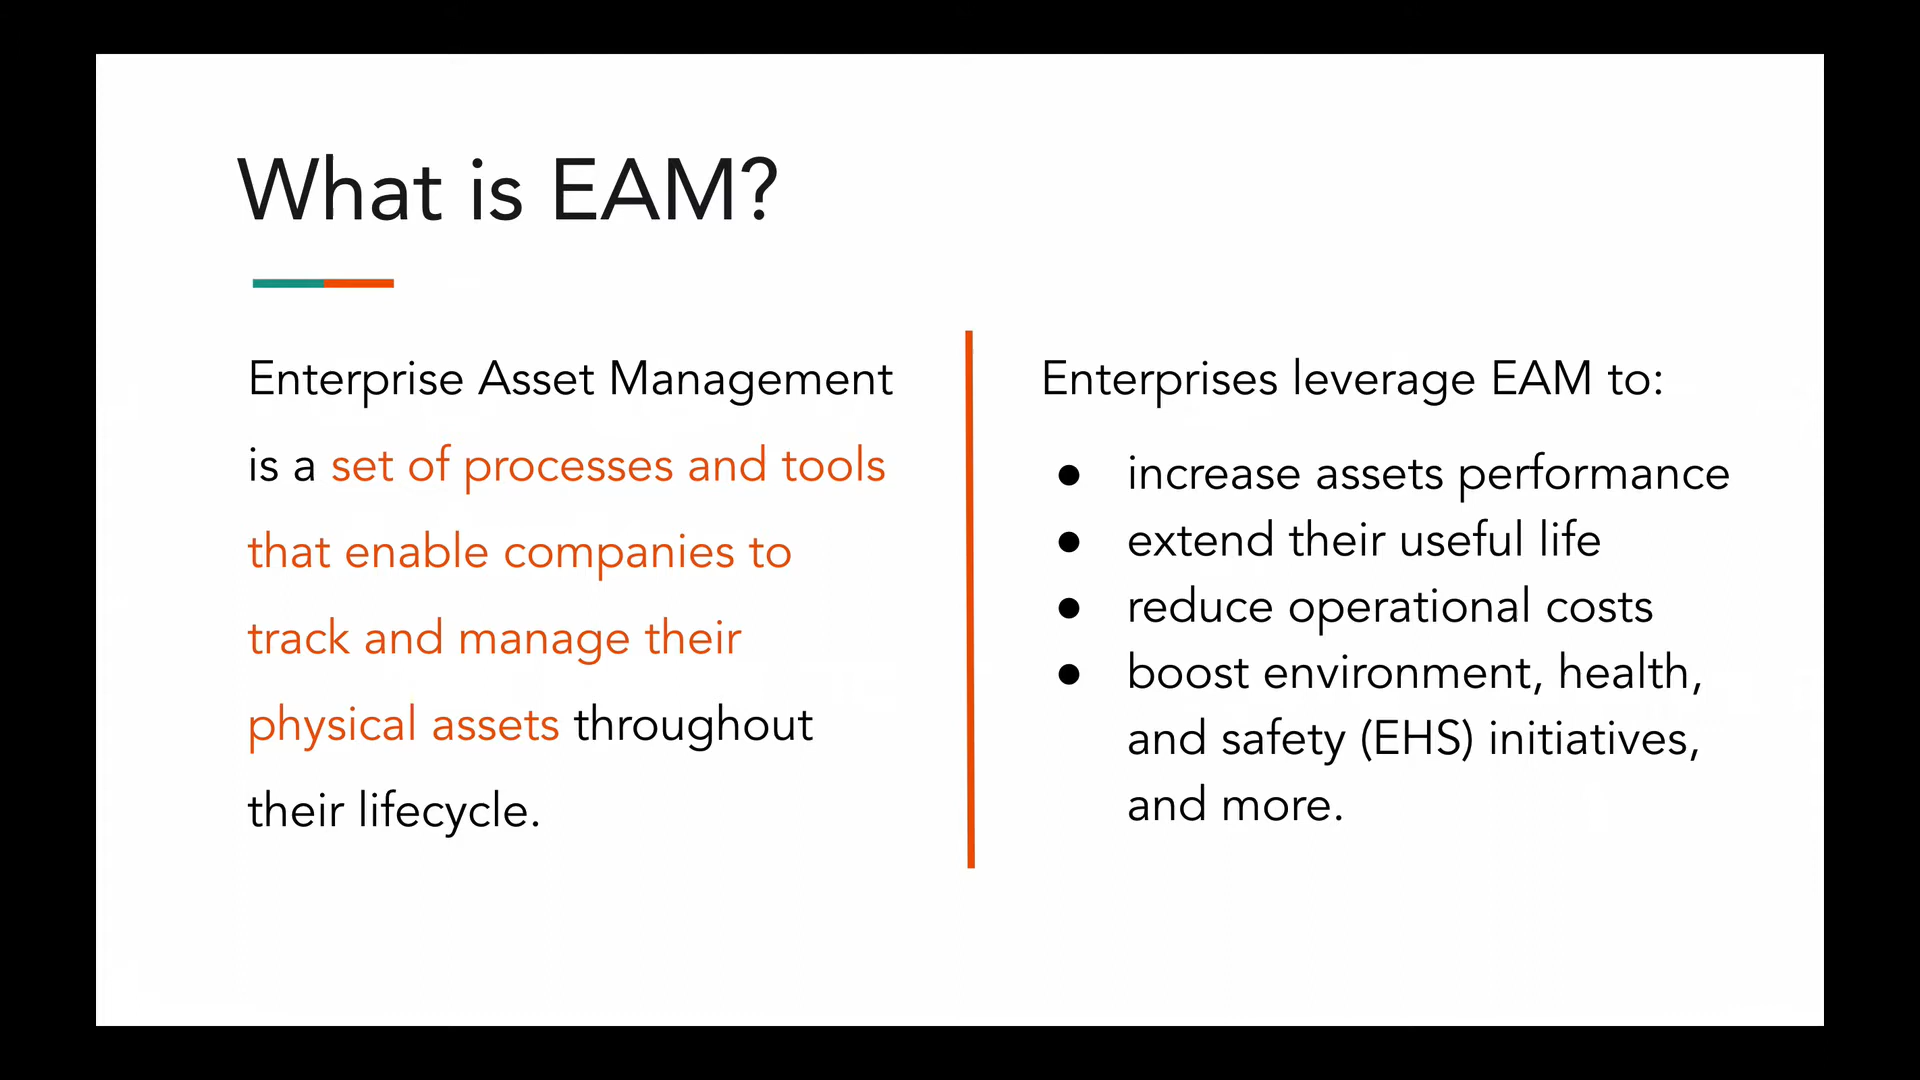 What is EAM?
Enterprise Asset Management
is a set of processes and tools
that enable companies to
track and manage their
physical assets throughout
their lifecycle.
Enterprises leverage EAM to:
● increase assets performance
● extend their useful life
● reduce operational costs
● boost environment, health,
and safety (EHS) initiatives,
and more.